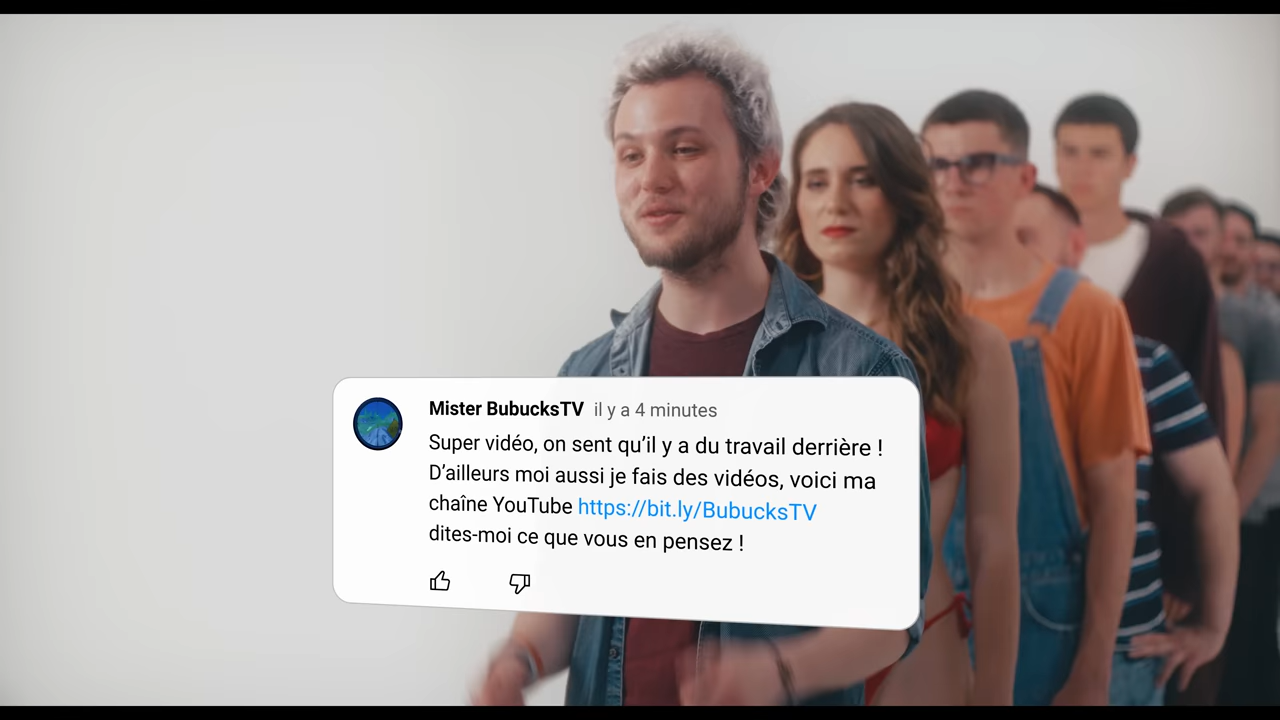 Mister BubucksTV il y a 4 minutes
Super vidéo, on sent qu’il y a du travail derrière !
D’ailleurs moi aussi je fais des vidéos, voici ma
chaîne YouTube https://bit.ly/BubucksTV
dites-moi ce que vous en pensez !